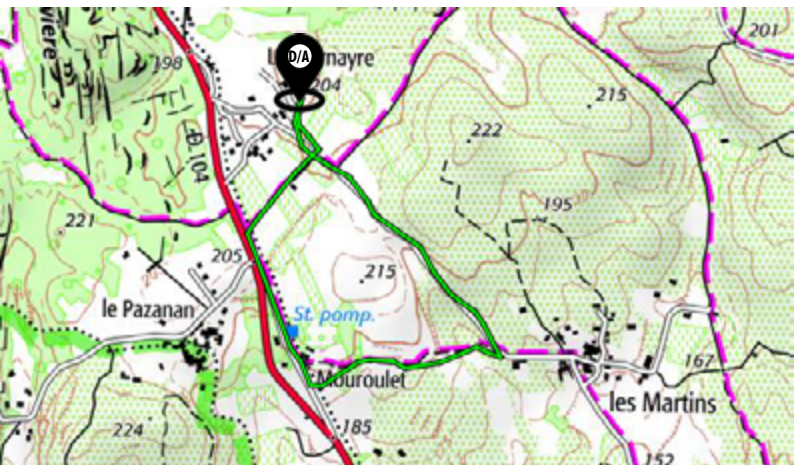 201
D/A
198
204
215
222
D 104
195
221
205
215
le Pazanan
St. pomp.
167
Mouroulet
les Martins
224
185
152